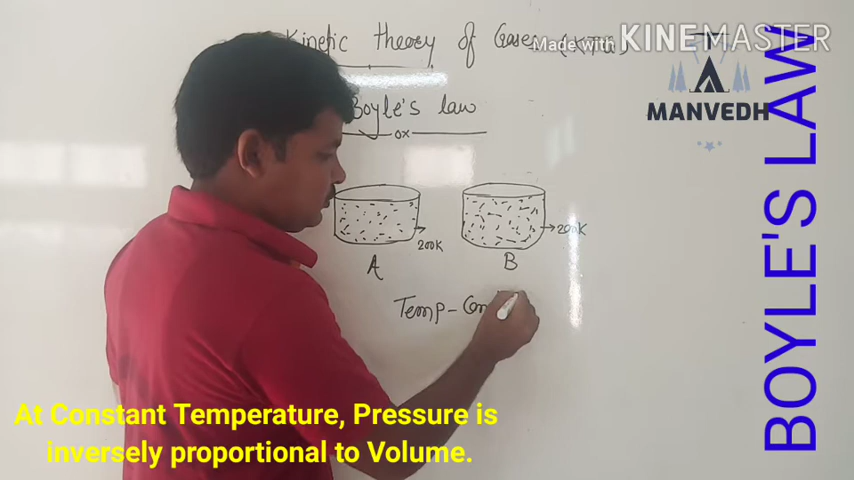 Kinetic theory of Gases (KTG)
Made with KINEMASTER
MANVEDH
Boyle's law
200K
200K
A
B
Temp - Con
At Constant Temperature, Pressure is
inversely proportional to Volume.
BOYLE'S LAW